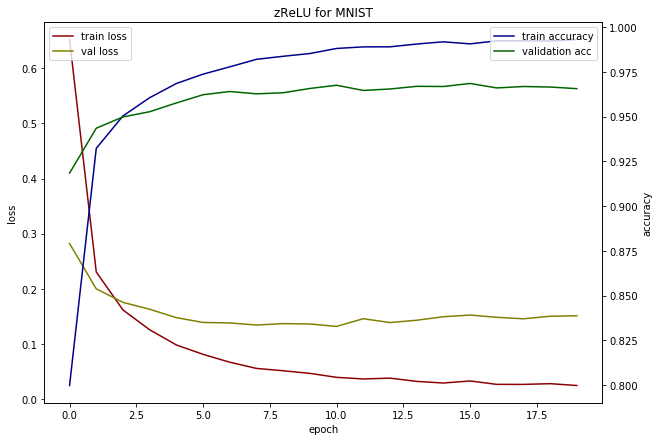 zReLU for MNIST
train loss
val loss
train accuracy
validation acc
loss
0.6
0.5
0.4
0.3
0.2
0.1
0.0
1.000
0.975
0.950
0.925
0.900
0.875
0.850
0.825
0.800
accuracy
0.0 2.5 5.0 7.5 10.0 12.5 15.0 17.5
epoch